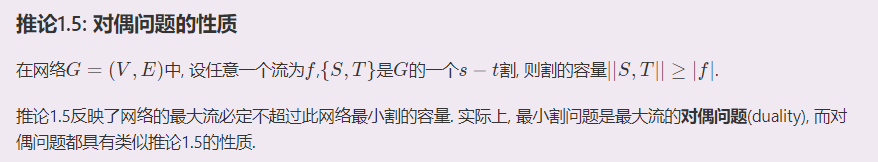 推论1.5: 对偶问题的性质
在网络G = (V, E)中, 设任意一个流为f,{S, T}是G的一个s − t割, 则割的容量||S, T|| ≥ |f|.
推论1.5反映了网络的最大流必定不超过此网络最小割的容量. 实际上, 最小割问题是最大流的对偶问题(duality), 而对
偶问题都具有类似推论1.5的性质.